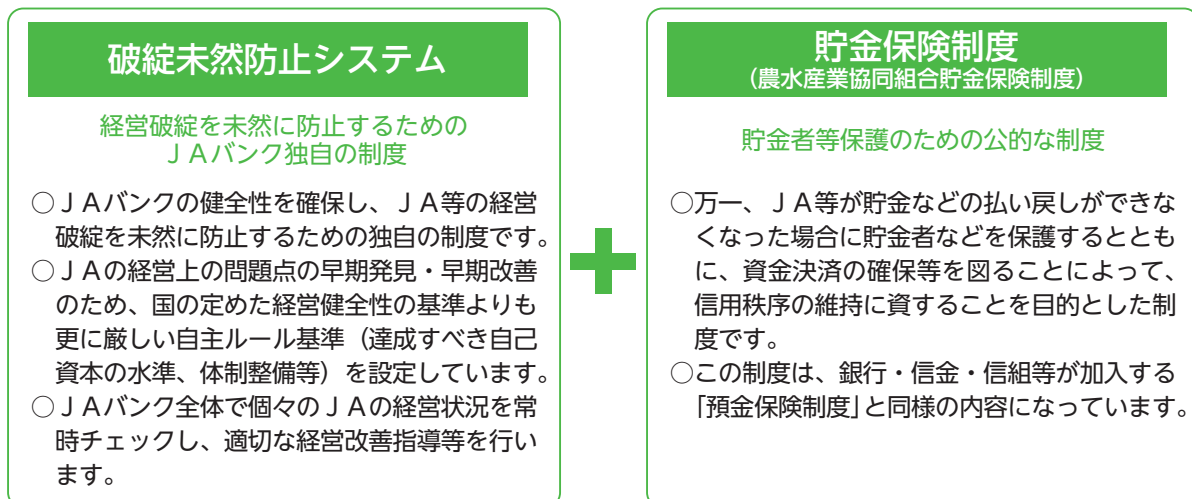 破綻未然防止システム
経営破綻を未然に防止するための
ＪＡバンク独自の制度
○ＪＡバンクの健全性を確保し、ＪＡ等の経営
破綻を未然に防止するための独自の制度です。
○ＪＡの経営上の問題点の早期発見・早期改善
のため、国の定めた経営健全性の基準よりも
更に厳しい自主ルール基準（達成すべき自己
資本の水準、体制整備等）を設定しています。
○ＪＡバンク全体で個々のＪＡの経営状況を常
時チェックし、適切な経営改善指導等を行い
ます。
貯金保険制度
（農水産業協同組合貯金保険制度）
貯金者等保護のための公的な制度
○万一、ＪＡ等が貯金などの払い戻しができな
くなった場合に貯金者などを保護するととも
に、資金決済の確保等を図ることによって、
信用秩序の維持に資することを目的とした制
度です。
○この制度は、銀行・信金・信組等が加入する
「預金保険制度」と同様の内容になっています。